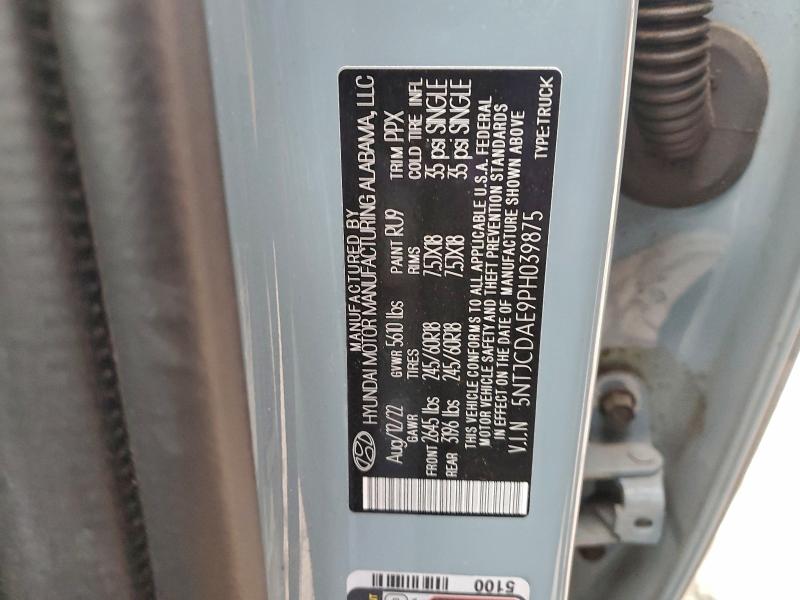 MANUFACTURED BY
HYUNDAI MOTOR MANUFACTURING ALABAMA, LLC
Aug/12/22 GVWR 5610 lbs PAINT RU9 TRIM PPX
GAWR TIRES RIMS COLD TIRE INFL
FRONT 2645 lbs 245/60R18 7.5JX18 35 psi SINGLE
REAR 3196 lbs 245/60R18 7.5JX18 35 psi SINGLE
THIS VEHICLE CONFORMS TO ALL APPLICABLE U.S.A. FEDERAL
MOTOR VEHICLE SAFETY AND THEFT PREVENTION STANDARDS
IN EFFECT ON THE DATE OF MANUFACTURE SHOWN ABOVE
V.I.N 5NTJCDAE9PH039875 TYPE:TRUCK
5100